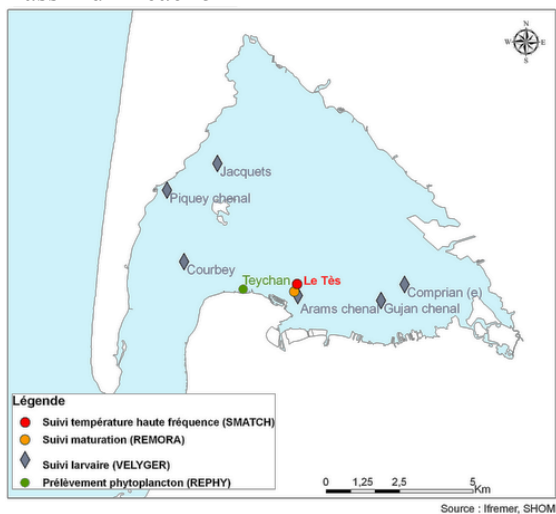 N
W E
S
Jacquets
Piquey chenal
Courbey
Teychan
Le Tès
Comprian (e)
Arams chenal
Gujan chenal
Légende
Suivi température haute fréquence (SMATCH)
Suivi maturation (REMORA)
Suivi larvaire (VELYGER)
Prélèvement phytoplancton (REPHY)
0 1,25 2,5 5
Km
Source : Ifremer, SHOM